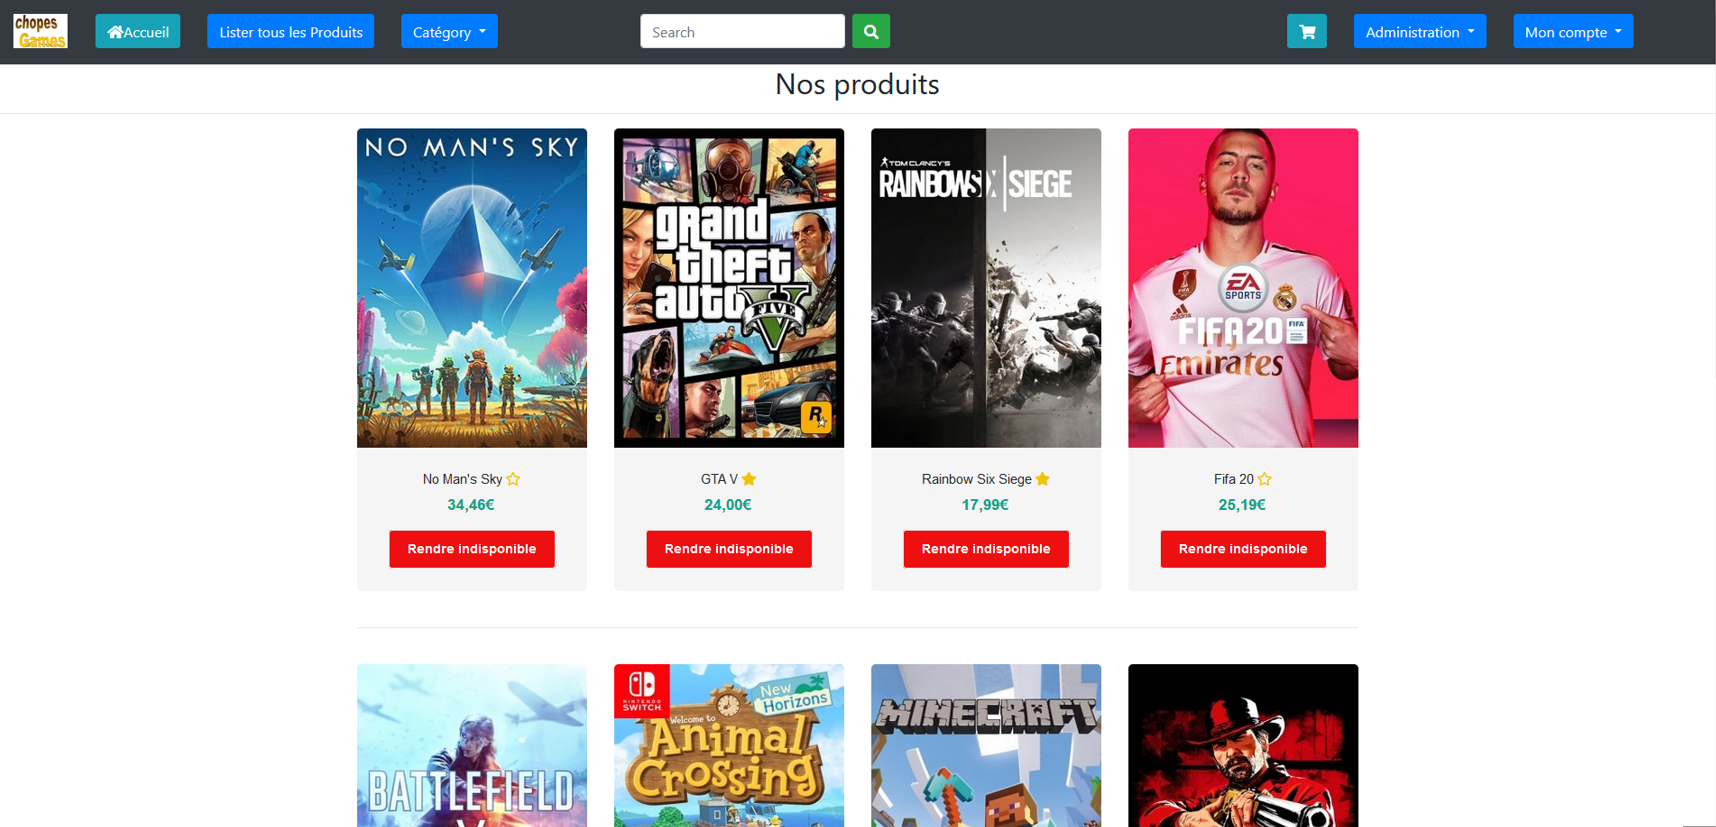 chopes
Games
Accueil
Lister tous les Produits
Catégory
Search
Administration
Mon compte
Nos produits
NO MAN'S SKY
grand
theft
auto
FIVE
V
R
TOM CLANCY'S
RAINBOW SIX SIEGE
EA
SPORTS
FIFA 20
FIFA
Emirates
adidas
No Man's Sky
34,46€
Rendre indisponible
GTA V
24,00€
Rendre indisponible
Rainbow Six Siege
17,99€
Rendre indisponible
Fifa 20
25,19€
Rendre indisponible
BATTLEFIELD
V
NINTENDO
SWITCH
New
Horizons
Welcome to
Animal
Crossing
MINECRAFT